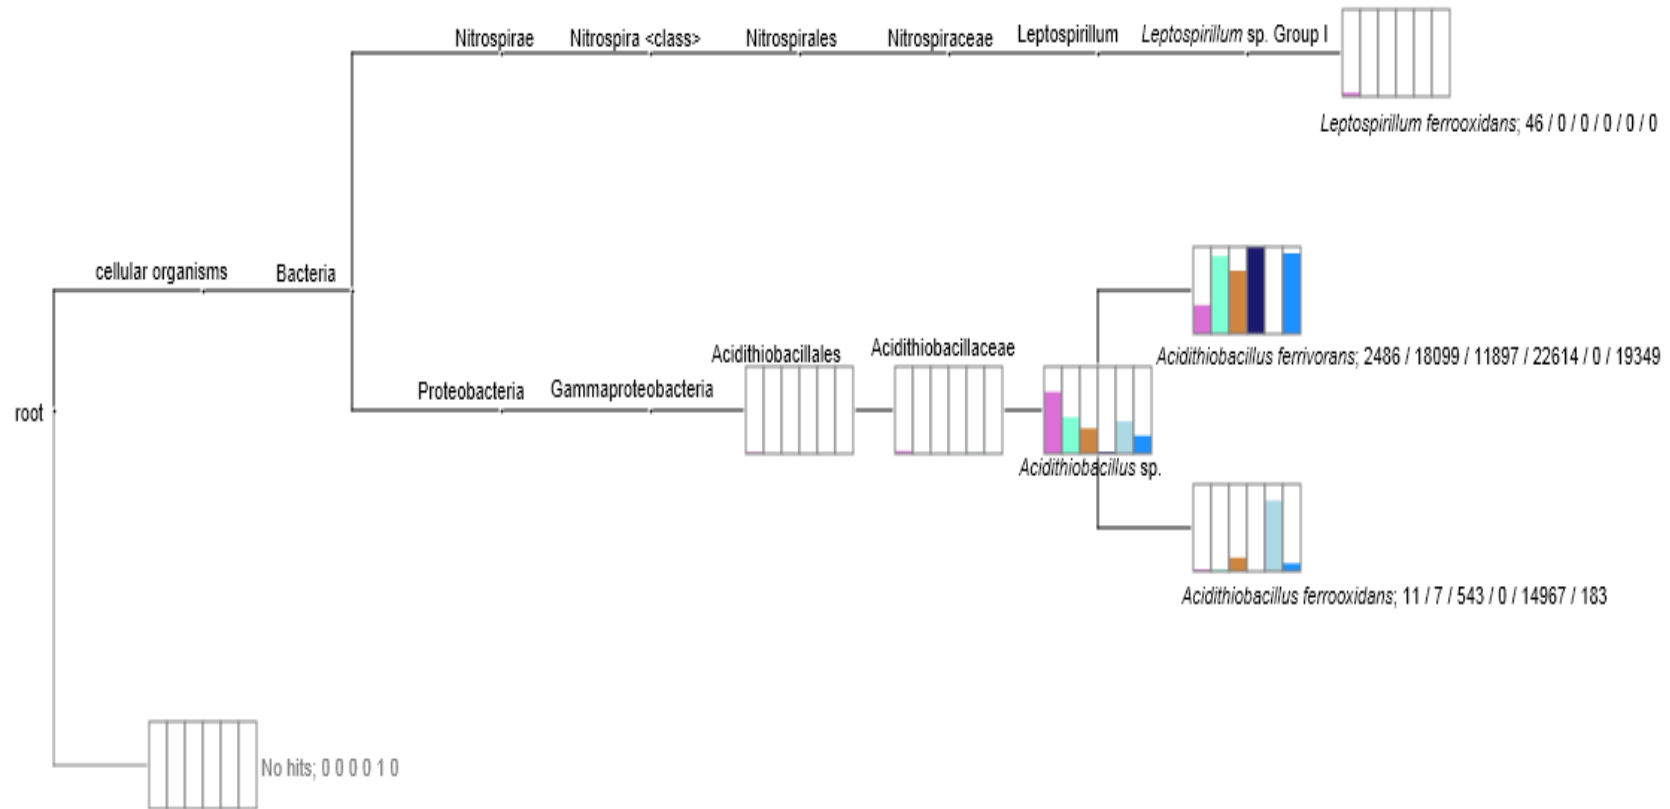 Nitrospirae Nitrospira <class> Nitrospirales Nitrospiraceae Leptospirillum Leptospirillum sp. Group I
Leptospirillum ferrooxidans; 46 / 0 / 0 / 0 / 0 / 0
cellular organisms Bacteria
Acidithiobacillales Acidithiobacillaceae
Acidithiobacillus ferrivorans; 2486 / 18099 / 11897 / 22614 / 0 / 19349
Proteobacteria Gammaproteobacteria
root
Acidithiobacillus sp.
Acidithiobacillus ferrooxidans; 11 / 7 / 543 / 0 / 14967 / 183
No hits; 0 0 0 0 1 0